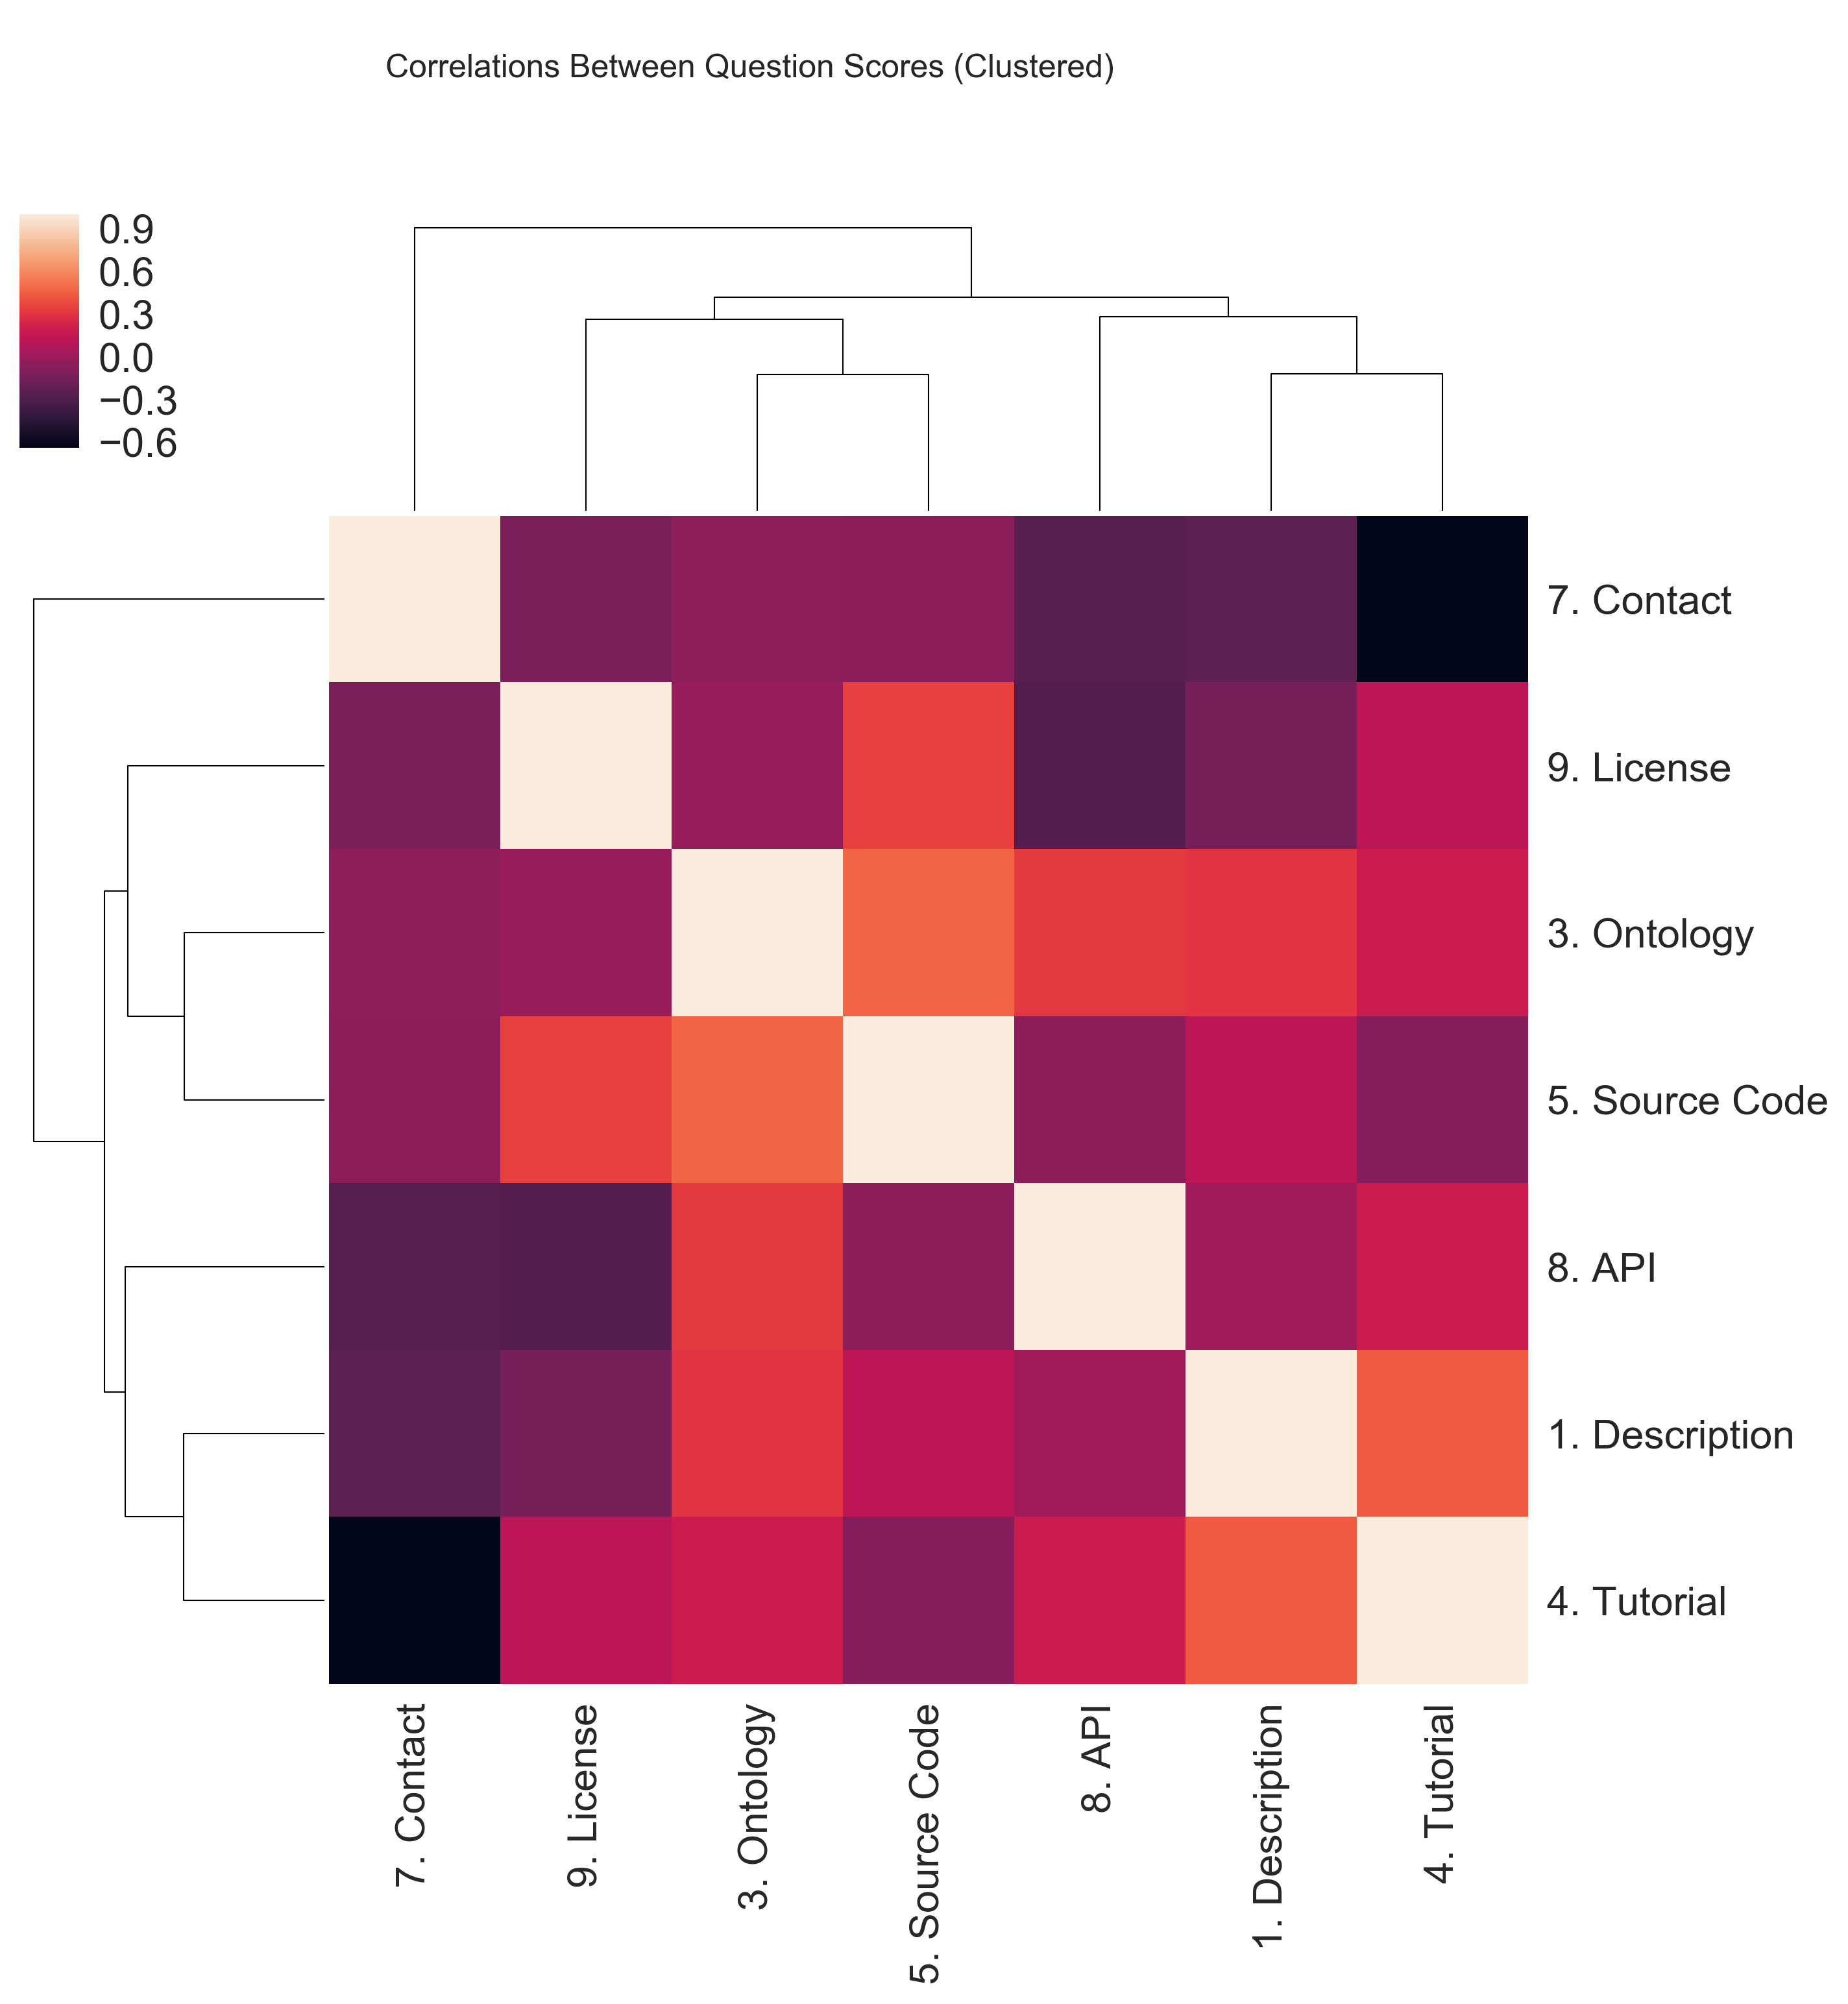 Correlations Between Question Scores (Clustered)
0.9
0.6
0.3
0.0
−0.3
−0.6
7. Contact
9. License
3. Ontology
5. Source Code
8. API
1. Description
4. Tutorial
7. Contact
9. License
3. Ontology
5. Source Code
8. API
1. Description
4. Tutorial